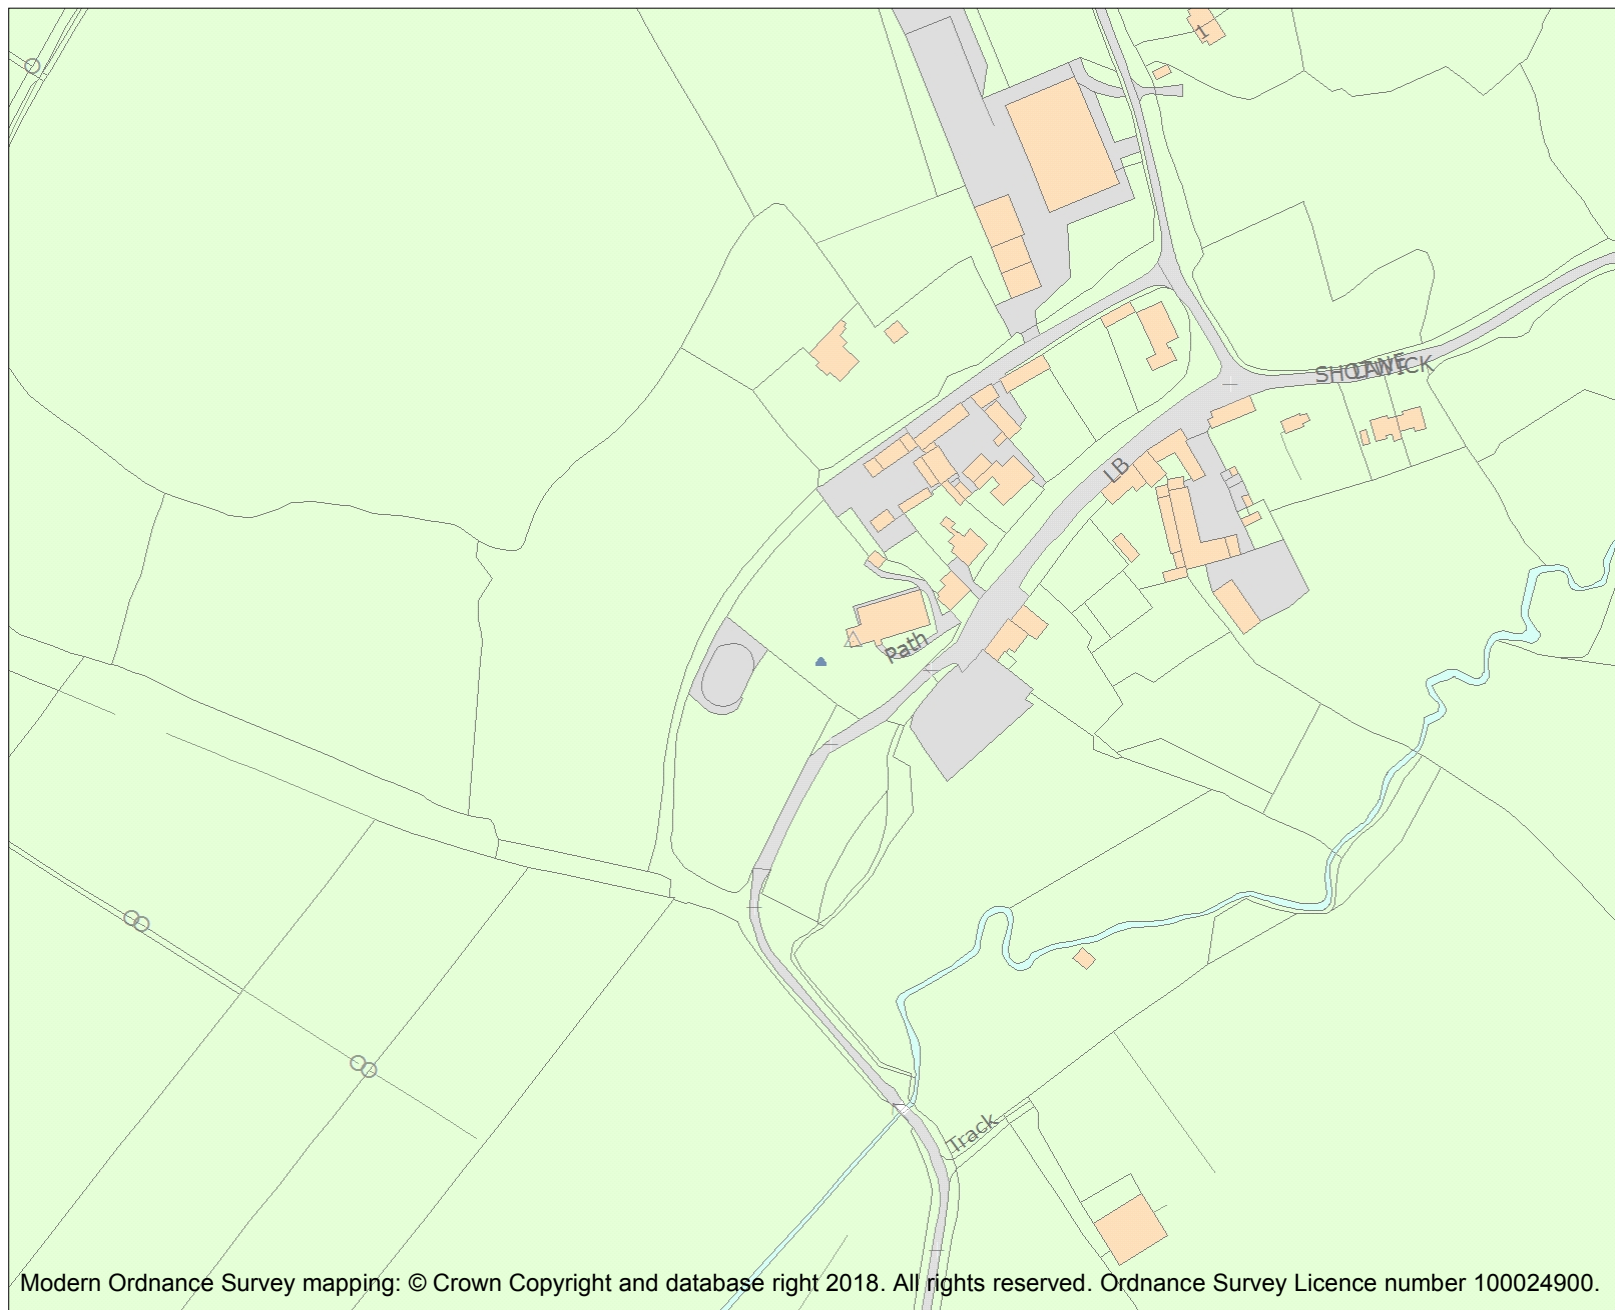 1
SHOTWICK
LANE
LB
Path
Track
Modern Ordnance Survey mapping: © Crown Copyright and database right 2018. All rights reserved. Ordnance Survey Licence number 100024900.